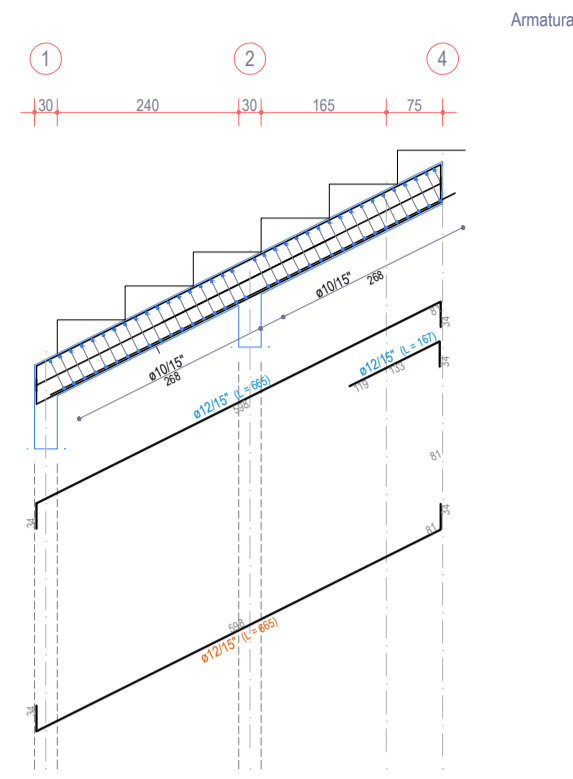 Armatura
1 2 4
30 240 30 165 75
ø10/15" 268
ø10/15"
268
81
34
ø12/15" (L = 167)
34
119 133
ø12/15" (L = 665)
598
81
34
34
81
598
ø12/15" (L = 665)
34